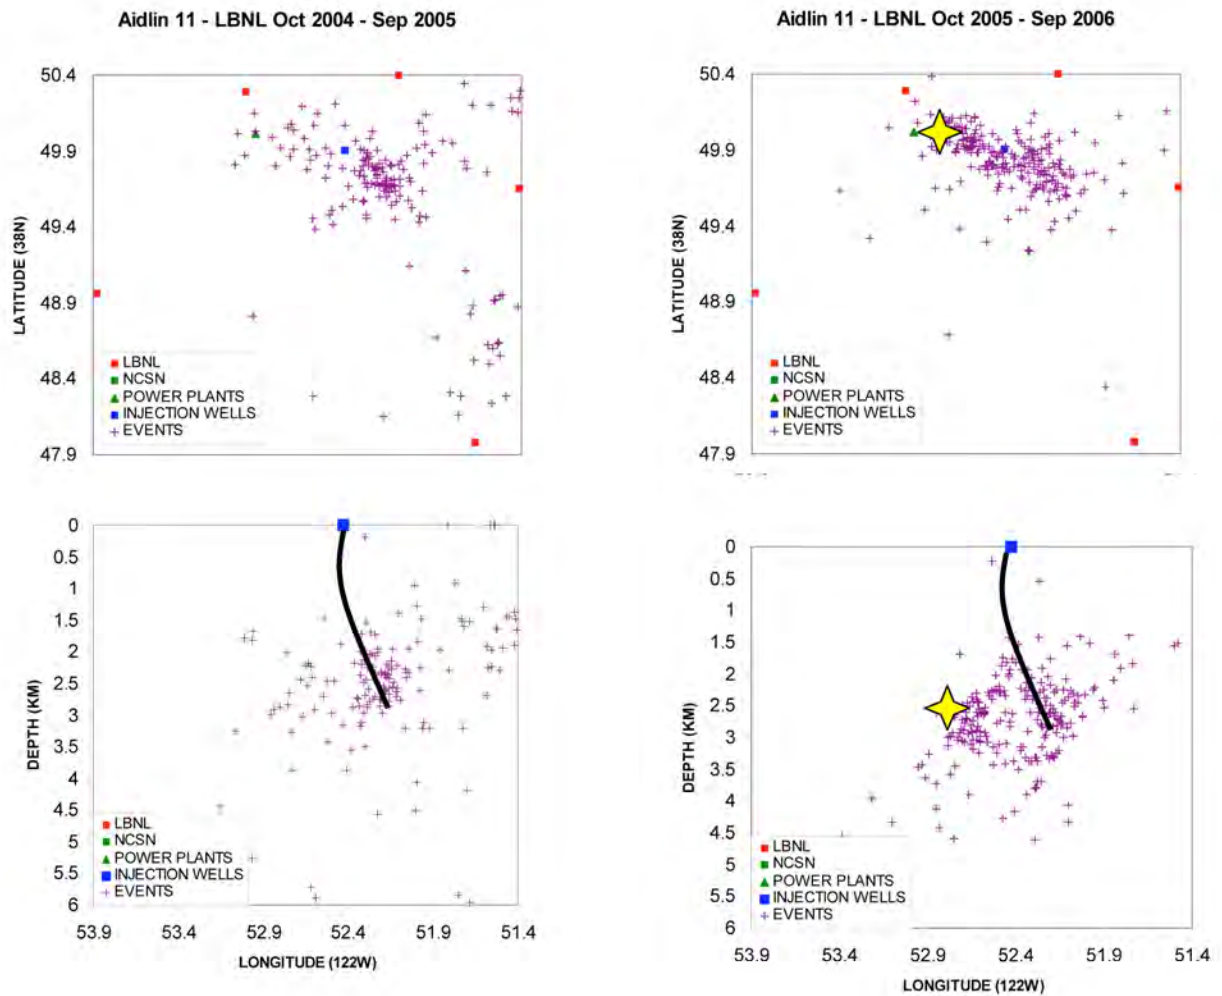 Aidlin 11 - LBNL Oct 2004 - Sep 2005
50.4
49.9
49.4
48.9
48.4
47.9
LATITUDE (38N)
LBNL
NCSN
POWER PLANTS
INJECTION WELLS
EVENTS
Aidlin 11 - LBNL Oct 2005 - Sep 2006
50.4
49.9
49.4
48.9
48.4
47.9
LATITUDE (38N)
LBNL
NCSN
POWER PLANTS
INJECTION WELLS
EVENTS
0
0.5
1
1.5
2
2.5
3
3.5
4
4.5
5
5.5
6
DEPTH (KM)
LBNL
NCSN
POWER PLANTS
INJECTION WELLS
EVENTS
53.9 53.4 52.9 52.4 51.9 51.4
LONGITUDE (122W)
0
0.5
1
1.5
2
2.5
3
3.5
4
4.5
5
5.5
6
DEPTH (KM)
LBNL
NCSN
POWER PLANTS
INJECTION WELLS
EVENTS
53.9 53.4 52.9 52.4 51.9 51.4
LONGITUDE (122W)